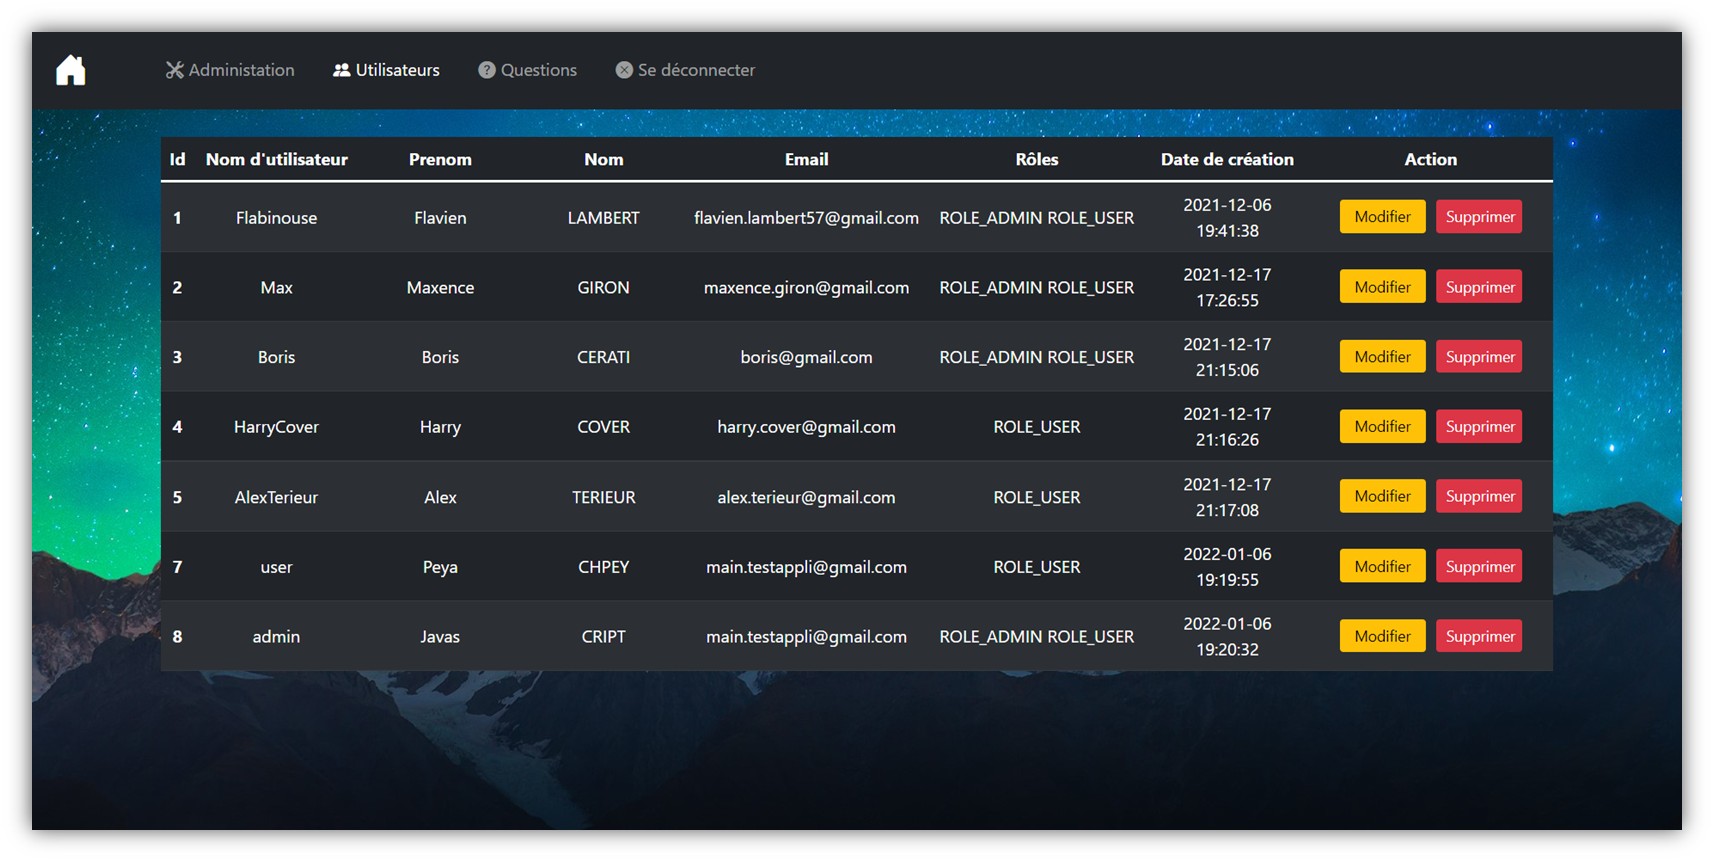 Administation Utilisateurs Questions Se déconnecter
Id Nom d'utilisateur Prenom Nom Email Rôles Date de création Action
1 Flabinouse Flavien LAMBERT flavien.lambert57@gmail.com ROLE_ADMIN ROLE_USER 2021-12-06 19:41:38 Modifier Supprimer
2 Max Maxence GIRON maxence.giron@gmail.com ROLE_ADMIN ROLE_USER 2021-12-17 17:26:55 Modifier Supprimer
3 Boris Boris CERATI boris@gmail.com ROLE_ADMIN ROLE_USER 2021-12-17 21:15:06 Modifier Supprimer
4 HarryCover Harry COVER harry.cover@gmail.com ROLE_USER 2021-12-17 21:16:26 Modifier Supprimer
5 AlexTerieur Alex TERIEUR alex.terieur@gmail.com ROLE_USER 2021-12-17 21:17:08 Modifier Supprimer
7 user Peya CHPEY main.testappli@gmail.com ROLE_USER 2022-01-06 19:19:55 Modifier Supprimer
8 admin Javas CRIPT main.testappli@gmail.com ROLE_ADMIN ROLE_USER 2022-01-06 19:20:32 Modifier Supprimer